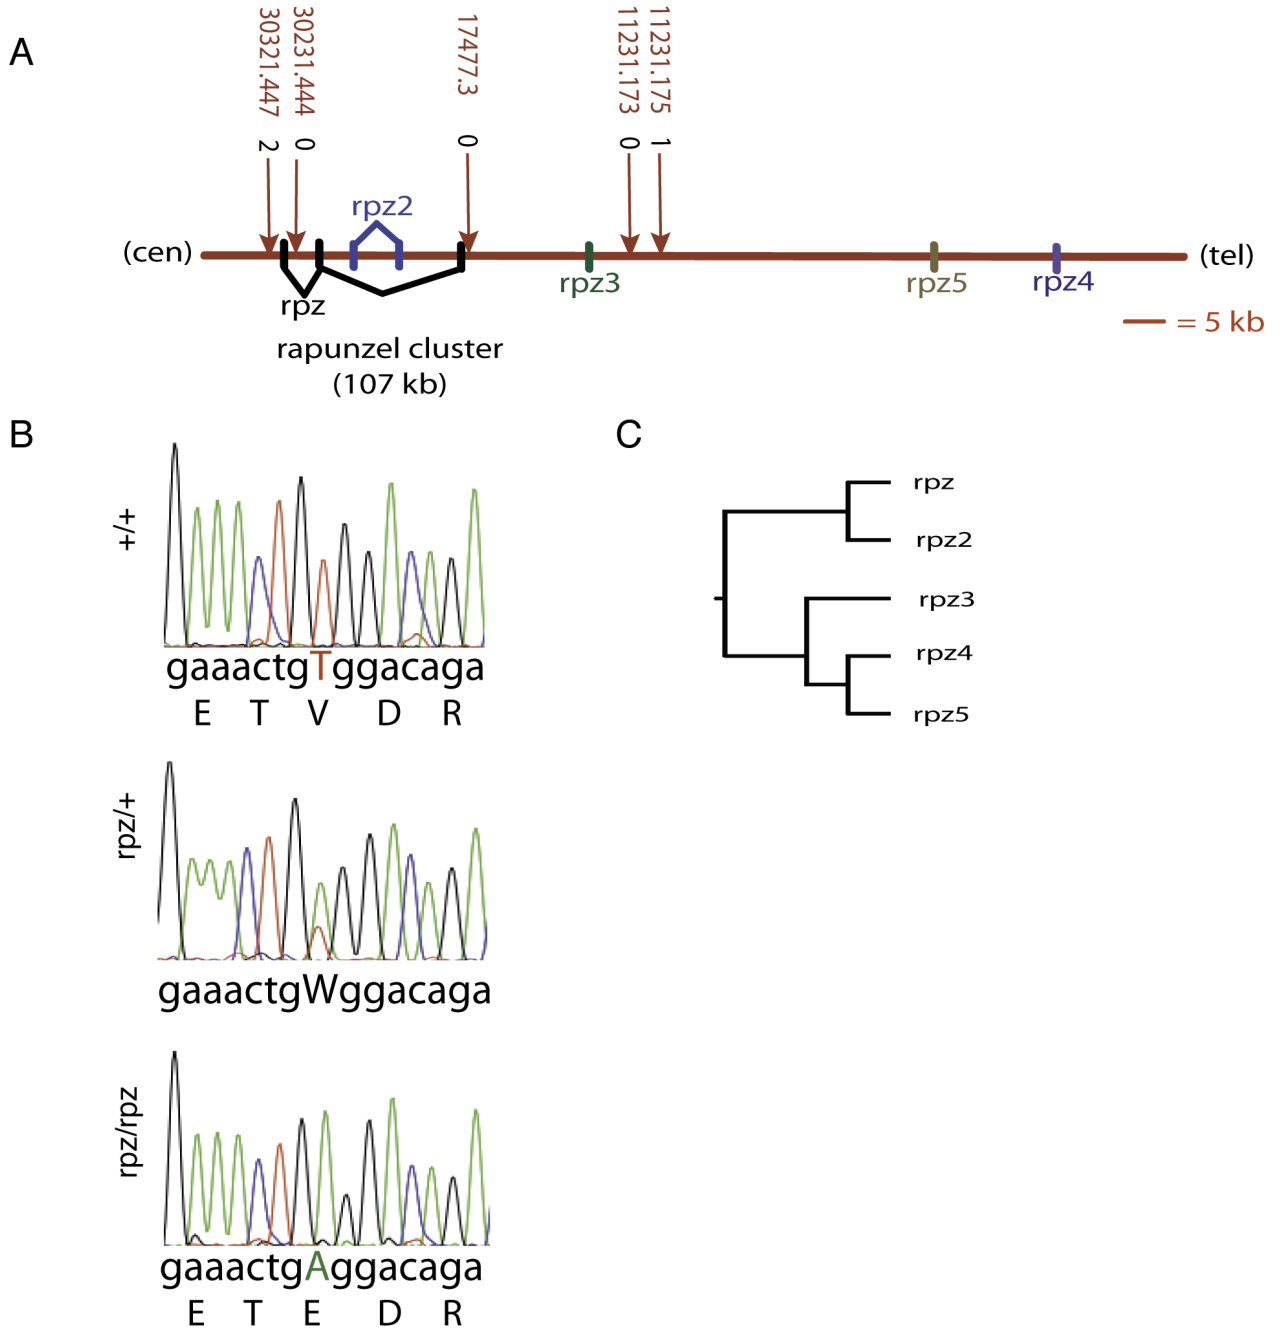 A
30321.447
30231.444
17477.3
11231.173
11231.175
2
0
0
0
1
rpz2
(cen)
(tel)
rpz
rpz3
rpz5
rpz4
= 5 kb
rapunzel cluster
(107 kb)
B
+/+
gaaactgTggacaga
E T V D R
rpz/+
gaaactgWggacaga
rpz/rpz
gaaactgAggacaga
E T E D R
C
rpz
rpz2
rpz3
rpz4
rpz5